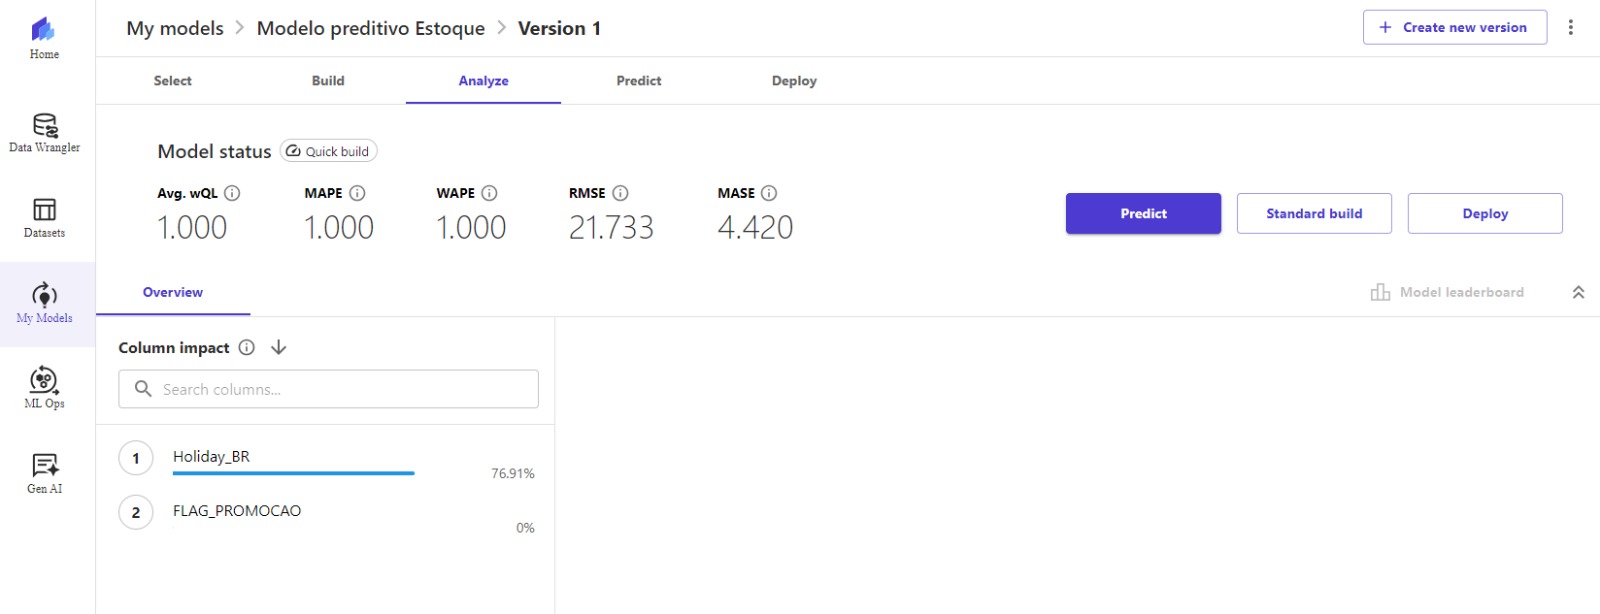 Home
Data Wrangler
Datasets
My Models
ML Ops
Gen AI
My models > Modelo preditivo Estoque > Version 1
+ Create new version
Select Build Analyze Predict Deploy
Model status Quick build
Avg. wQL MAPE WAPE RMSE MASE
1.000 1.000 1.000 21.733 4.420
Predict Standard build Deploy
Overview
Model leaderboard
Column impact
Search columns...
1 Holiday_BR
76.91%
2 FLAG_PROMOCAO
0%